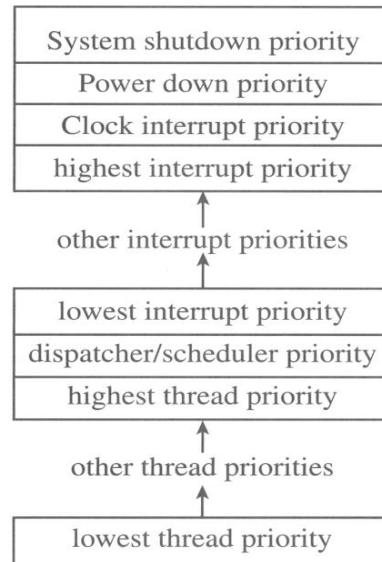 System shutdown priority
Power down priority
Clock interrupt priority
highest interrupt priority
other interrupt priorities
lowest interrupt priority
dispatcher/scheduler priority
highest thread priority
other thread priorities
lowest thread priority